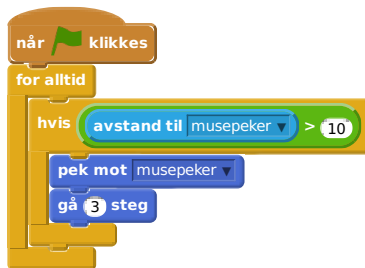 når klikkes
for alltid
hvis avstand til musepeker > 10
pek mot musepeker
gå 3 steg